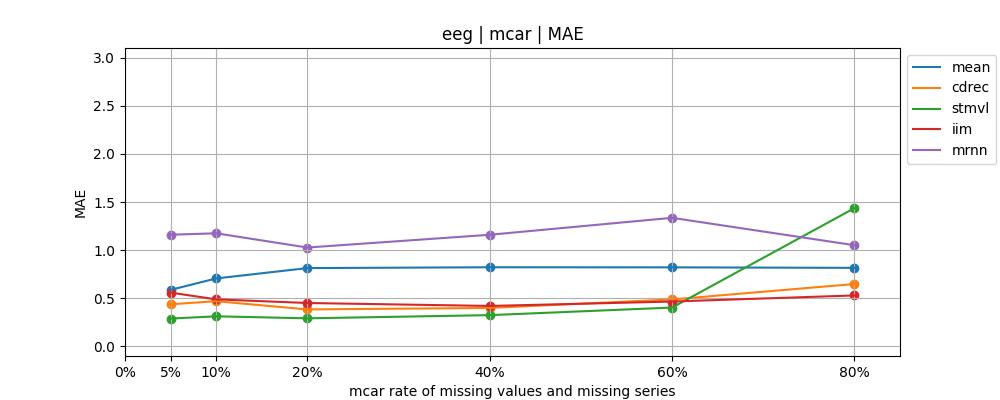 eeg | mcar | MAE
3.0
2.5
2.0
1.5
1.0
0.5
0.0
MAE
0% 5% 10% 20% 40% 60% 80%
mcar rate of missing values and missing series
mean
cdrec
stmvl
iim
mrnn